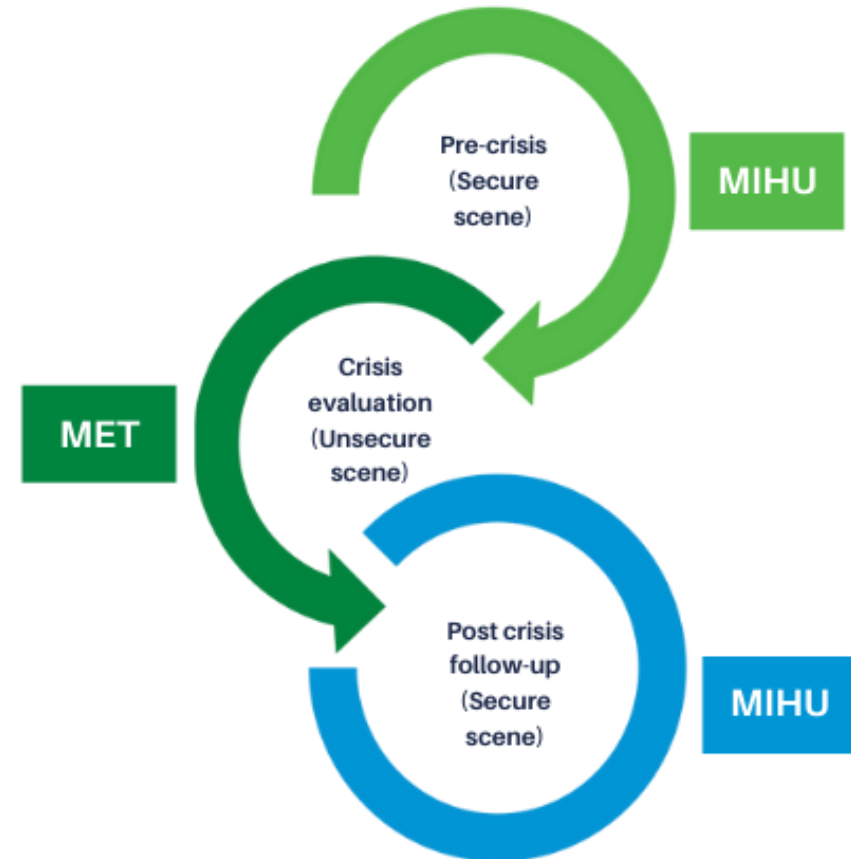 Pre-crisis
(Secure
scene)
MIHU
Crisis
evaluation
(Unsecure
scene)
MET
Post crisis
follow-up
(Secure
scene)
MIHU